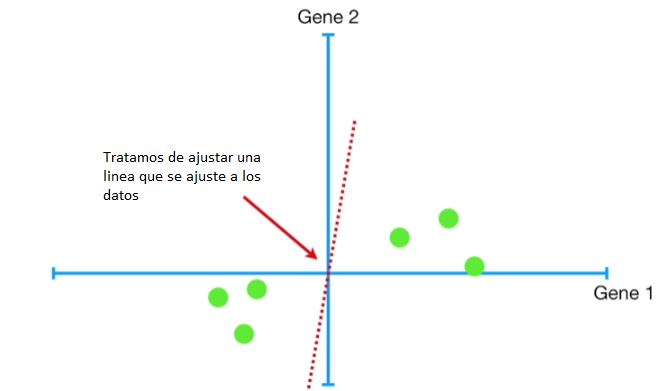 Gene 2
Tratamos de ajustar una
linea que se ajuste a los
datos
Gene 1